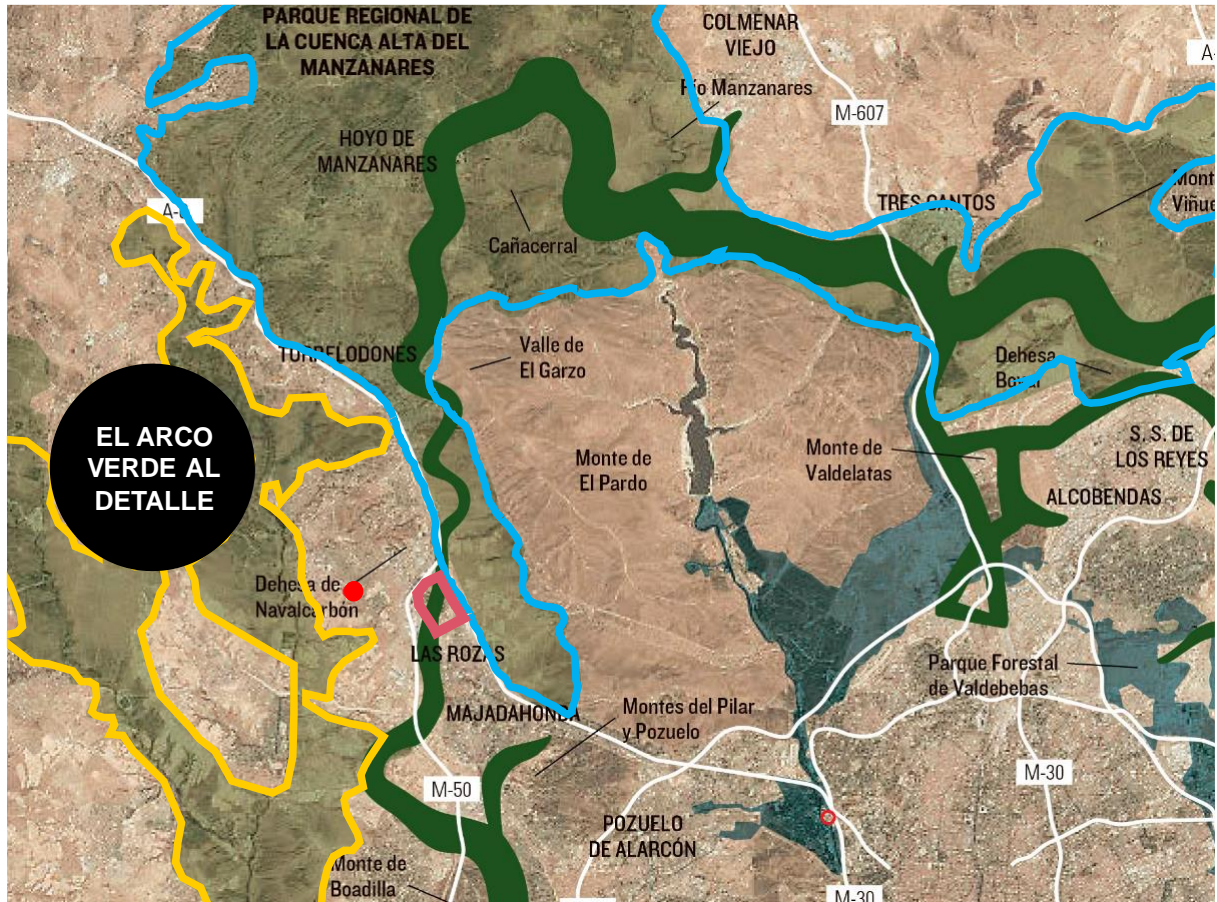 PARQUE REGIONAL DE
LA CUENCA ALTA DEL
MANZANARES
COLMENAR
VIEJO
Río Manzanares
M-607
HOYO DE
MANZANARES
TRES CANTOS
Cañacerral
TORRELODONES
Valle de
El Garzo
Dehesa
Boyal
EL ARCO
VERDE AL
DETALLE
Monte de
El Pardo
Monte de
Valdelatas
S. S. DE
LOS REYES
ALCOBENDAS
Dehesa de
Navalcarbón
LAS ROZAS
Parque Forestal
de Valdebebas
MAJADAHONDA
Montes del Pilar
y Pozuelo
M-50
M-30
POZUELO
DE ALARCÓN
Monte de
Boadilla
M-30